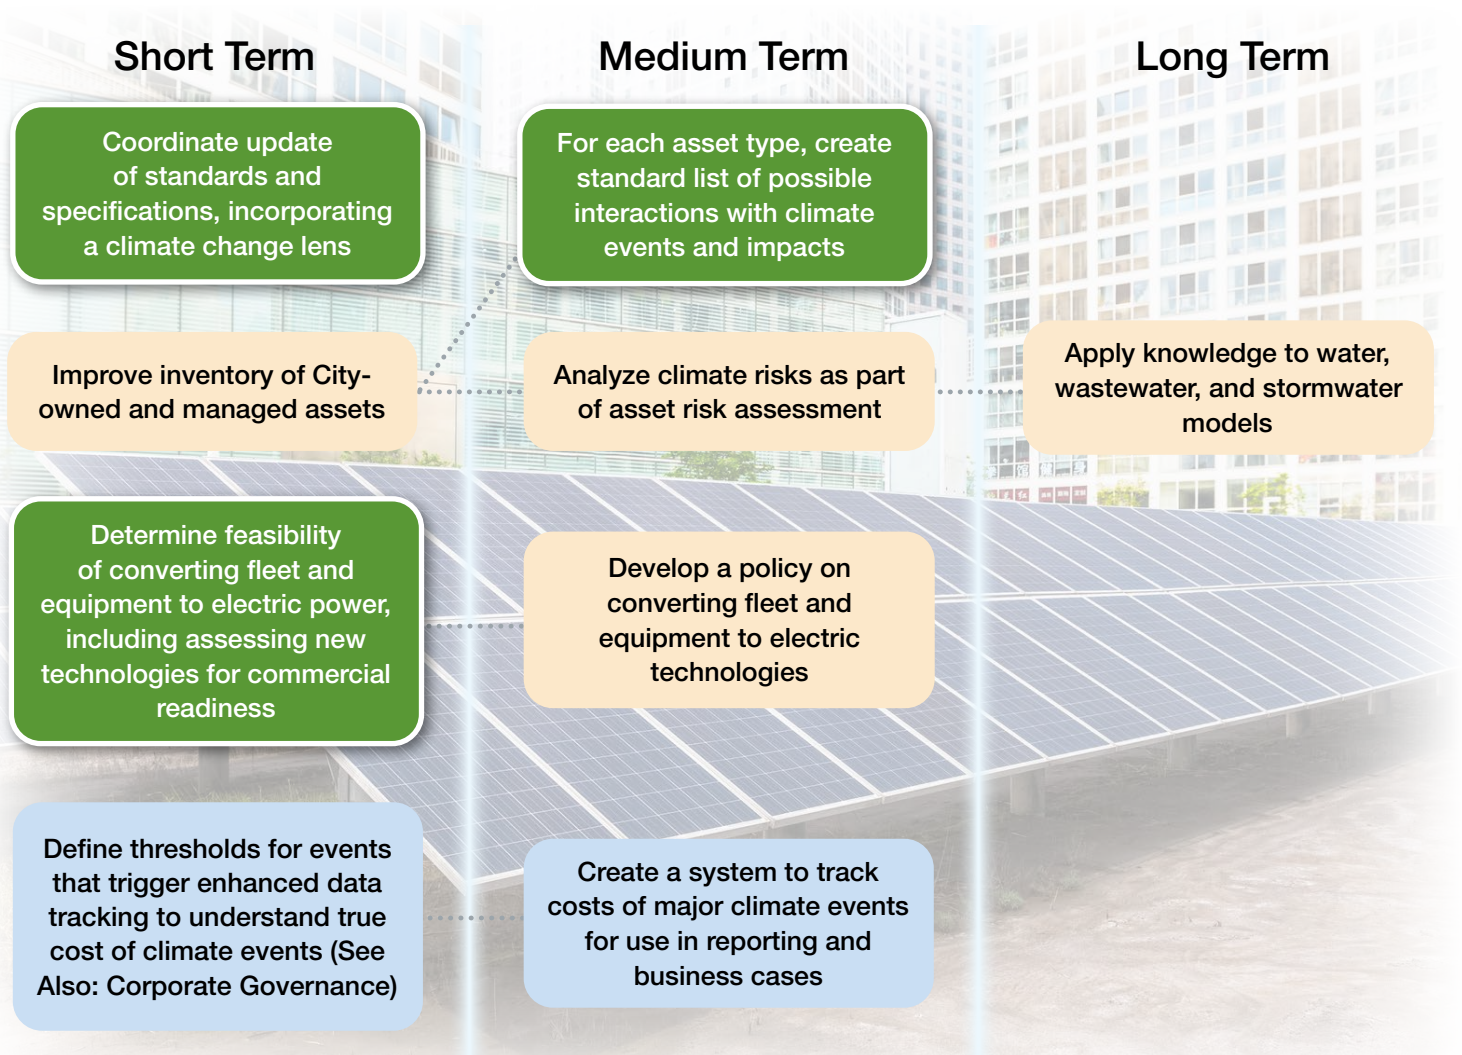 Short Term
Medium Term
Long Term
Coordinate update
of standards and
specifications, incorporating
a climate change lens
For each asset type, create
standard list of possible
interactions with climate
events and impacts
Improve inventory of City-
owned and managed assets
Analyze climate risks as part
of asset risk assessment
Apply knowledge to water,
wastewater, and stormwater
models
Determine feasibility
of converting fleet and
equipment to electric power,
including assessing new
technologies for commercial
readiness
Develop a policy on
converting fleet and
equipment to electric
technologies
Define thresholds for events
that trigger enhanced data
tracking to understand true
cost of climate events (See
Also: Corporate Governance)
Create a system to track
costs of major climate events
for use in reporting and
business cases